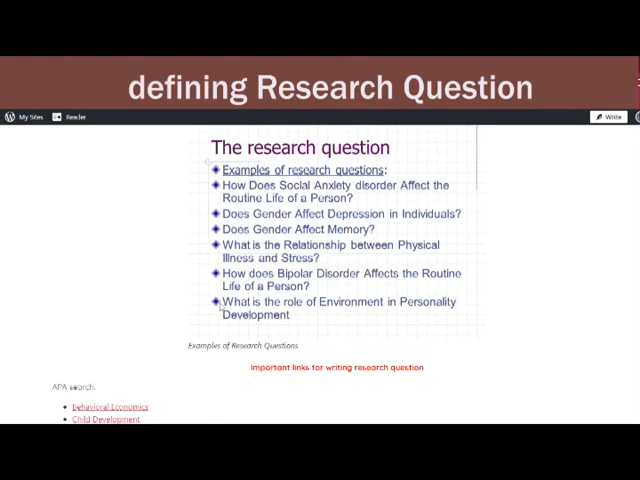 defining Research Question
My Sites
Reader
Write
The research question
Examples of research questions:
How Does Social Anxiety disorder Affect the
Routine Life of a Person?
Does Gender Affect Depression in Individuals?
Does Gender Affect Memory?
What is the Relationship between Physical
Illness and Stress?
How does Bipolar Disorder Affects the Routine
Life of a Person?
What is the role of Environment in Personality
Development
Examples of Research Questions
Important links for writing research question
APA search.
Behavioral Economics
Child Development